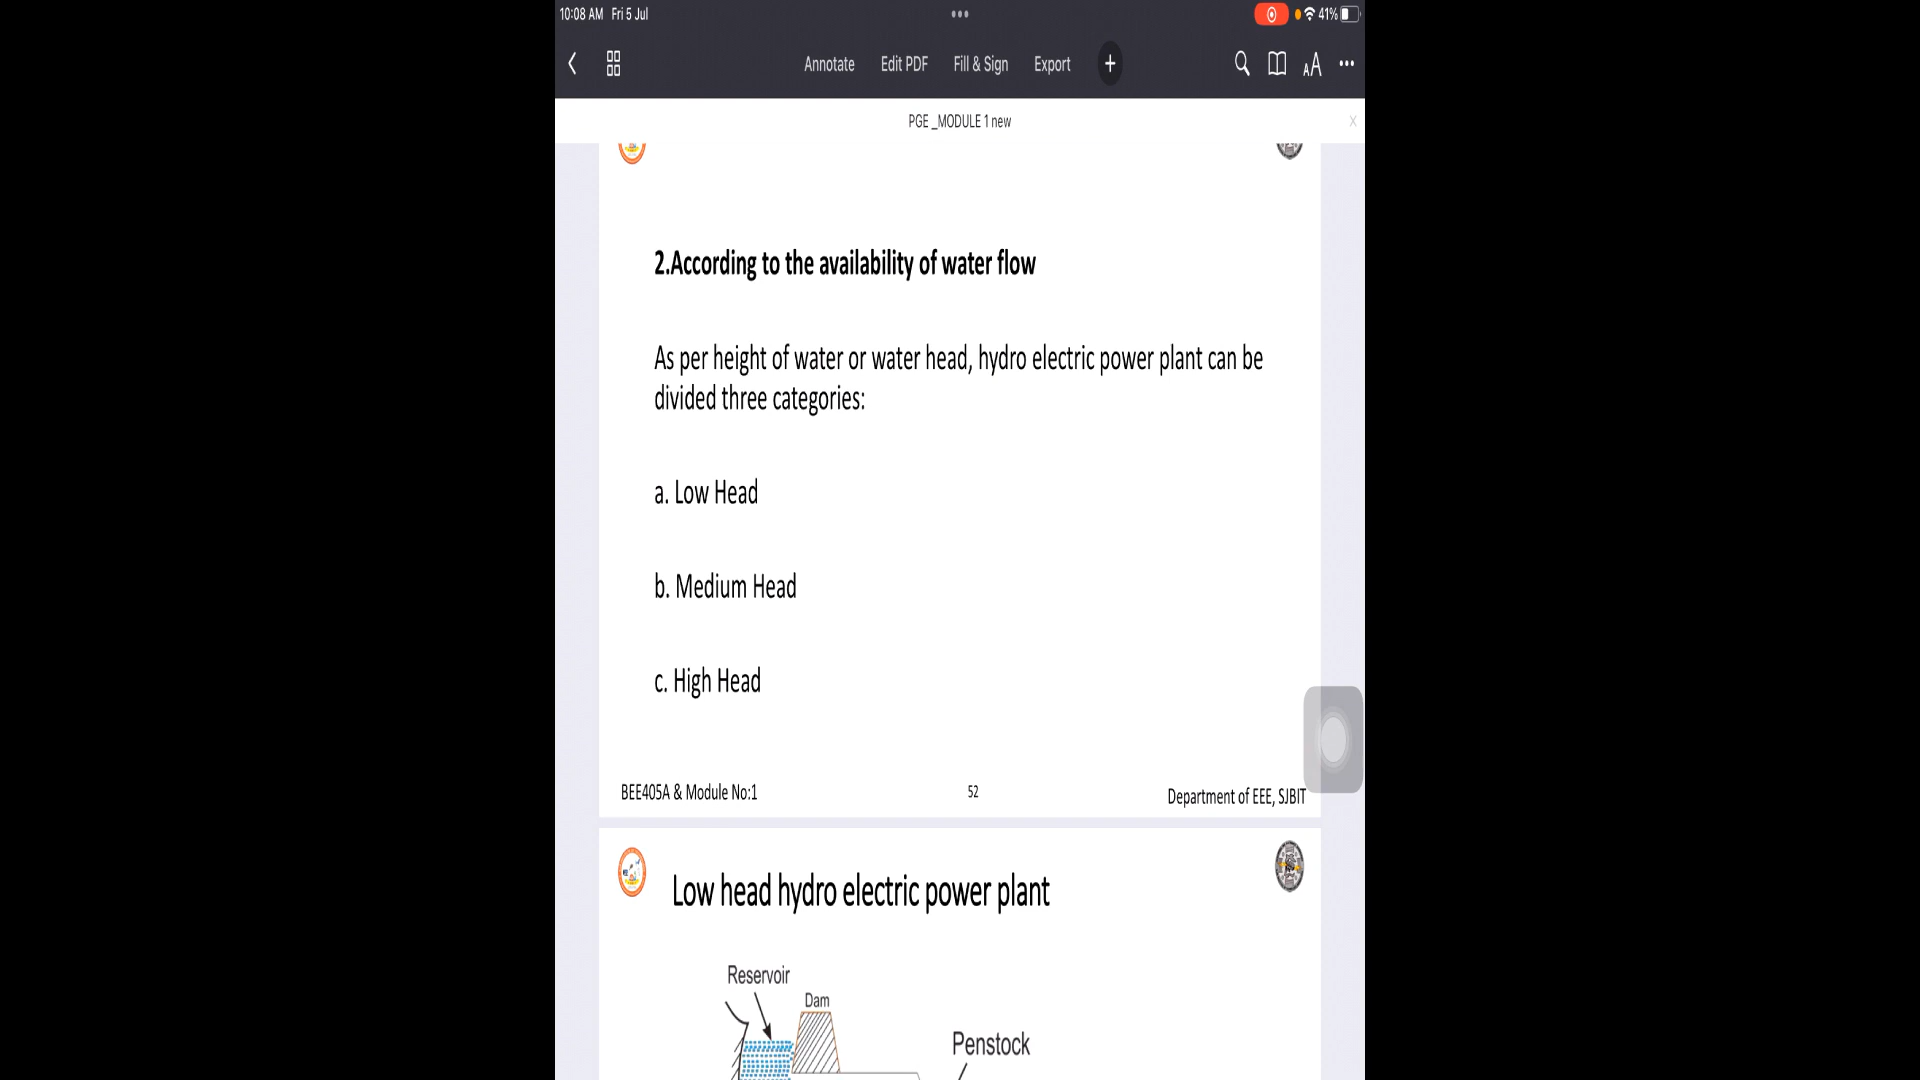 10:08 AM Fri 5 Jul
41%
Annotate Edit PDF Fill & Sign Export +
AA
PGE _MODULE 1 new
X
2.According to the availability of water flow
As per height of water or water head, hydro electric power plant can be
divided three categories:
a. Low Head
b. Medium Head
c. High Head
BEE405A & Module No:1 52 Department of EEE, SJBIT
Low head hydro electric power plant
Reservoir
Dam
Penstock